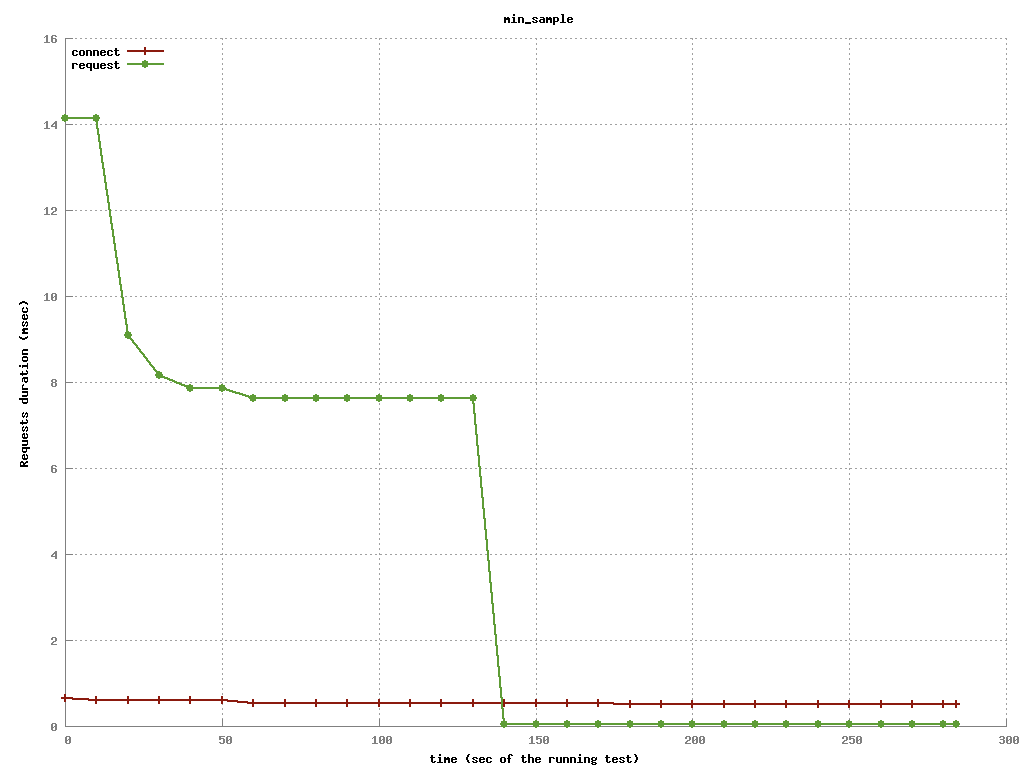 min_sample
16
connect
request
14
12
10
8
6
4
2
0
Requests duration (msec)
0 50 100 150 200 250 300
time (sec of the running test)